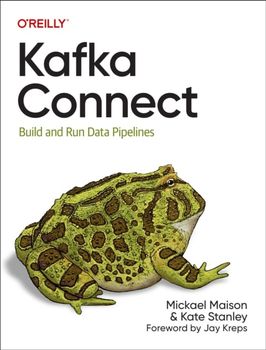 O'REILLY®
Kafka
Connect
Build and Run Data Pipelines
Mickael Maison
& Kate Stanley
Foreword by Jay Kreps